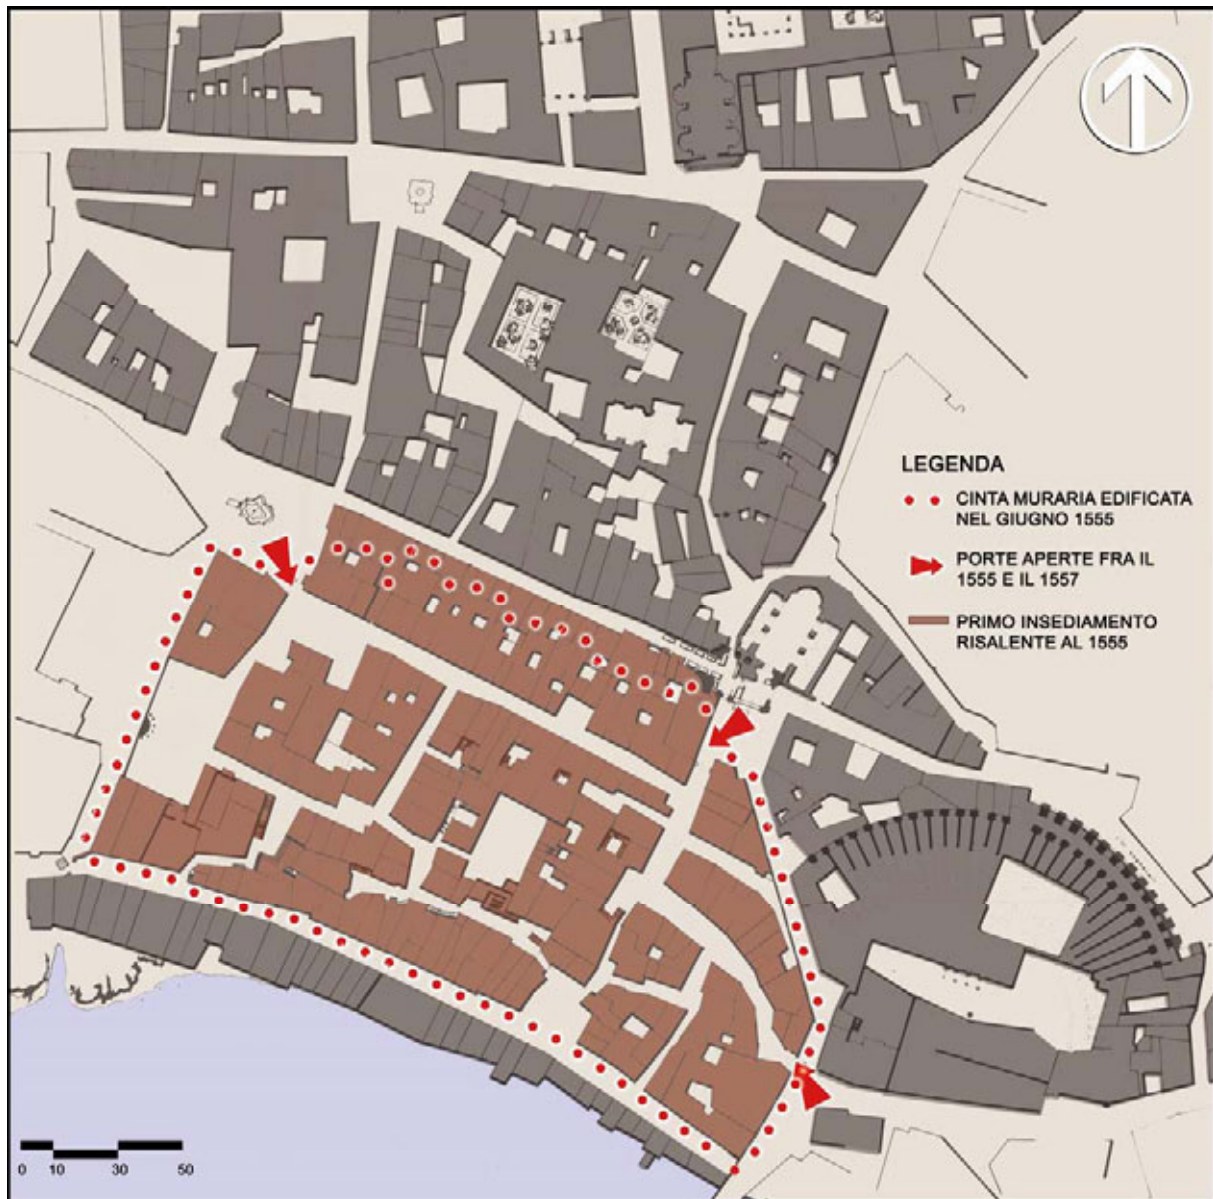 LEGENDA
CINTA MURARIA EDIFICATA
NEL GIUGNO 1555
PORTE APERTE FRA IL
1555 E IL 1557
PRIMO INSEDIAMENTO
RISALENTE AL 1555
0 10 30 50